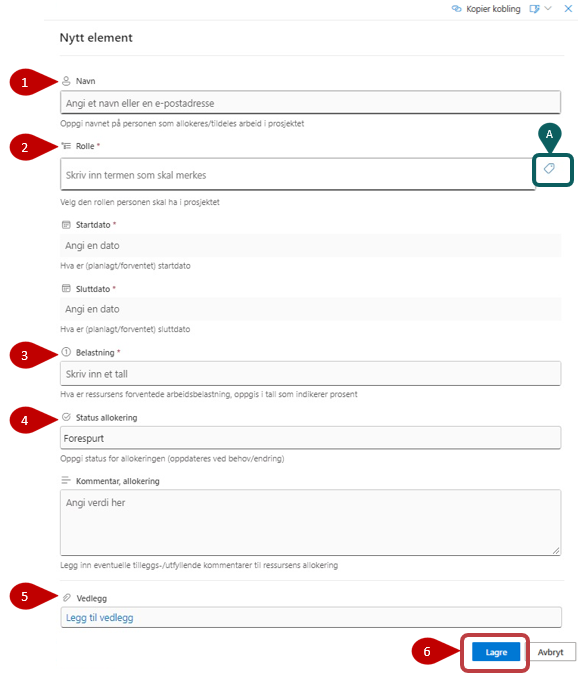 Kopier kobling
Nytt element
1
Navn
Angi et navn eller en e-postadresse
Oppgi navnet på personen som allokeres/tildeles arbeid i prosjektet
2
Rolle *
A
Skriv inn termen som skal merkes
Velg den rollen personen skal ha i prosjektet
Startdato *
Angi en dato
Hva er (planlagt/forventet) startdato
Sluttdato *
Angi en dato
Hva er (planlagt/forventet) sluttdato
3
Belastning *
Skriv inn et tall
Hva er ressursens forventede arbeidsbelastning, oppgis i tall som indikerer prosent
4
Status allokering
Forespurt
Oppgi status for allokeringen (oppdateres ved behov/endring)
Kommentar, allokering
Angi verdi her
Legg inn eventuelle tilleggs-/utfyllende kommentarer til ressursens allokering
5
Vedlegg
Legg til vedlegg
6
Lagre
Avbryt